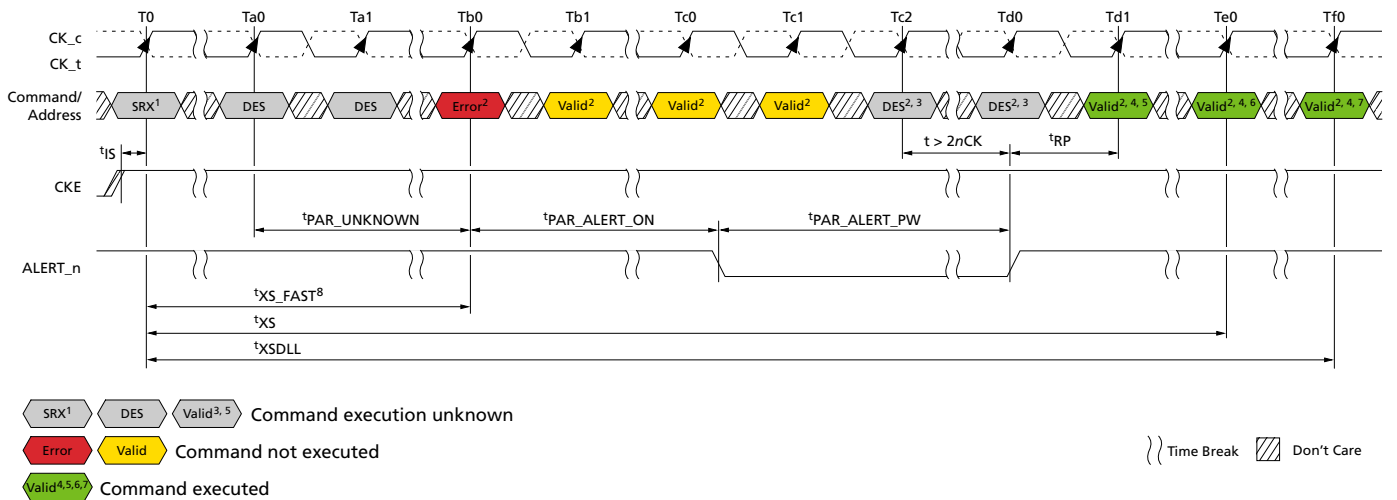 T0 Ta0 Ta1 Tb0 Tb1 Tc0 Tc1 Tc2 Td0 Td1 Te0 Tf0
CK_c
CK_t
Command/
Address
SRX¹ DES DES Error² Valid² Valid² Valid² DES²,³ DES²,³ Valid²,⁴,⁵ Valid²,⁴,⁶ Valid²,⁴,⁷
tIS
t > 2nCK
tRP
CKE
tPAR_UNKNOWN tPAR_ALERT_ON tPAR_ALERT_PW
ALERT_n
tXS_FAST⁸
tXS
tXSDLL
SRX¹ DES Valid³,⁵ Command execution unknown
Error Valid Command not executed
Valid⁴,⁵,⁶,⁷ Command executed
Time Break Don't Care